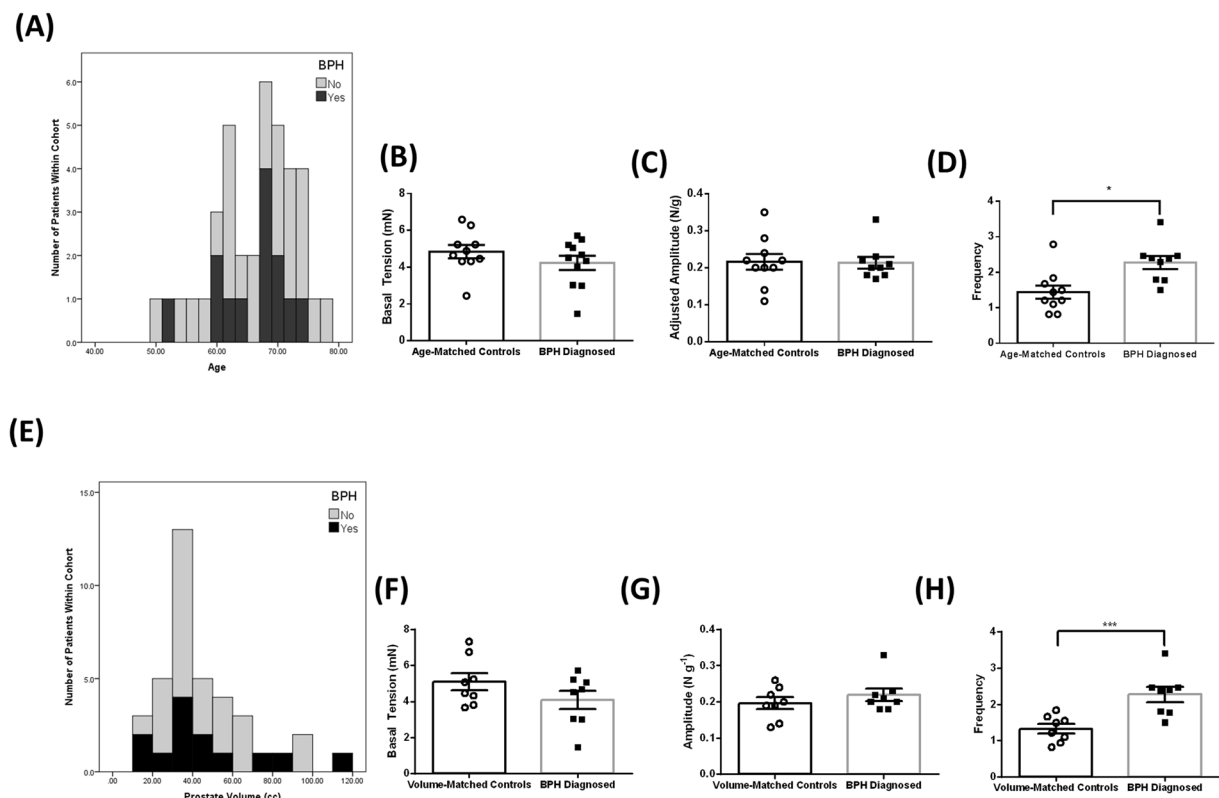 (A)
BPH
No
Yes
Number of Patients Within Cohort
6.0
5.0
4.0
3.0
2.0
1.0
0.0
40.00 50.00 60.00 70.00 80.00
Age
(B)
Basal Tension (mN)
8
6
4
2
0
Age-Matched Controls BPH Diagnosed
(C)
Adjusted Amplitude (N/g)
0.4
0.3
0.2
0.1
0.0
Age-Matched Controls BPH Diagnosed
(D)
*
Frequency
4
3
2
1
0
Age-Matched Controls BPH Diagnosed
(E)
BPH
No
Yes
Number of Patients Within Cohort
15.0
10.0
5.0
0.0
.00 20.00 40.00 60.00 80.00 100.00 120.00
Prostate Volume (cc)
(F)
Basal Tension (mN)
8
6
4
2
0
Volume-Matched Controls BPH Diagnosed
(G)
Amplitude (N g-1)
0.4
0.3
0.2
0.1
0.0
Volume-Matched Controls BPH Diagnosed
(H)
***
Frequency
4
3
2
1
0
Volume-Matched Controls BPH Diagnosed